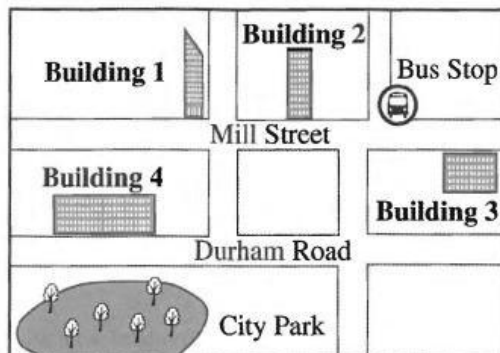 Building 1
Building 2
Bus Stop
Mill Street
Building 4
Building 3
Durham Road
City Park